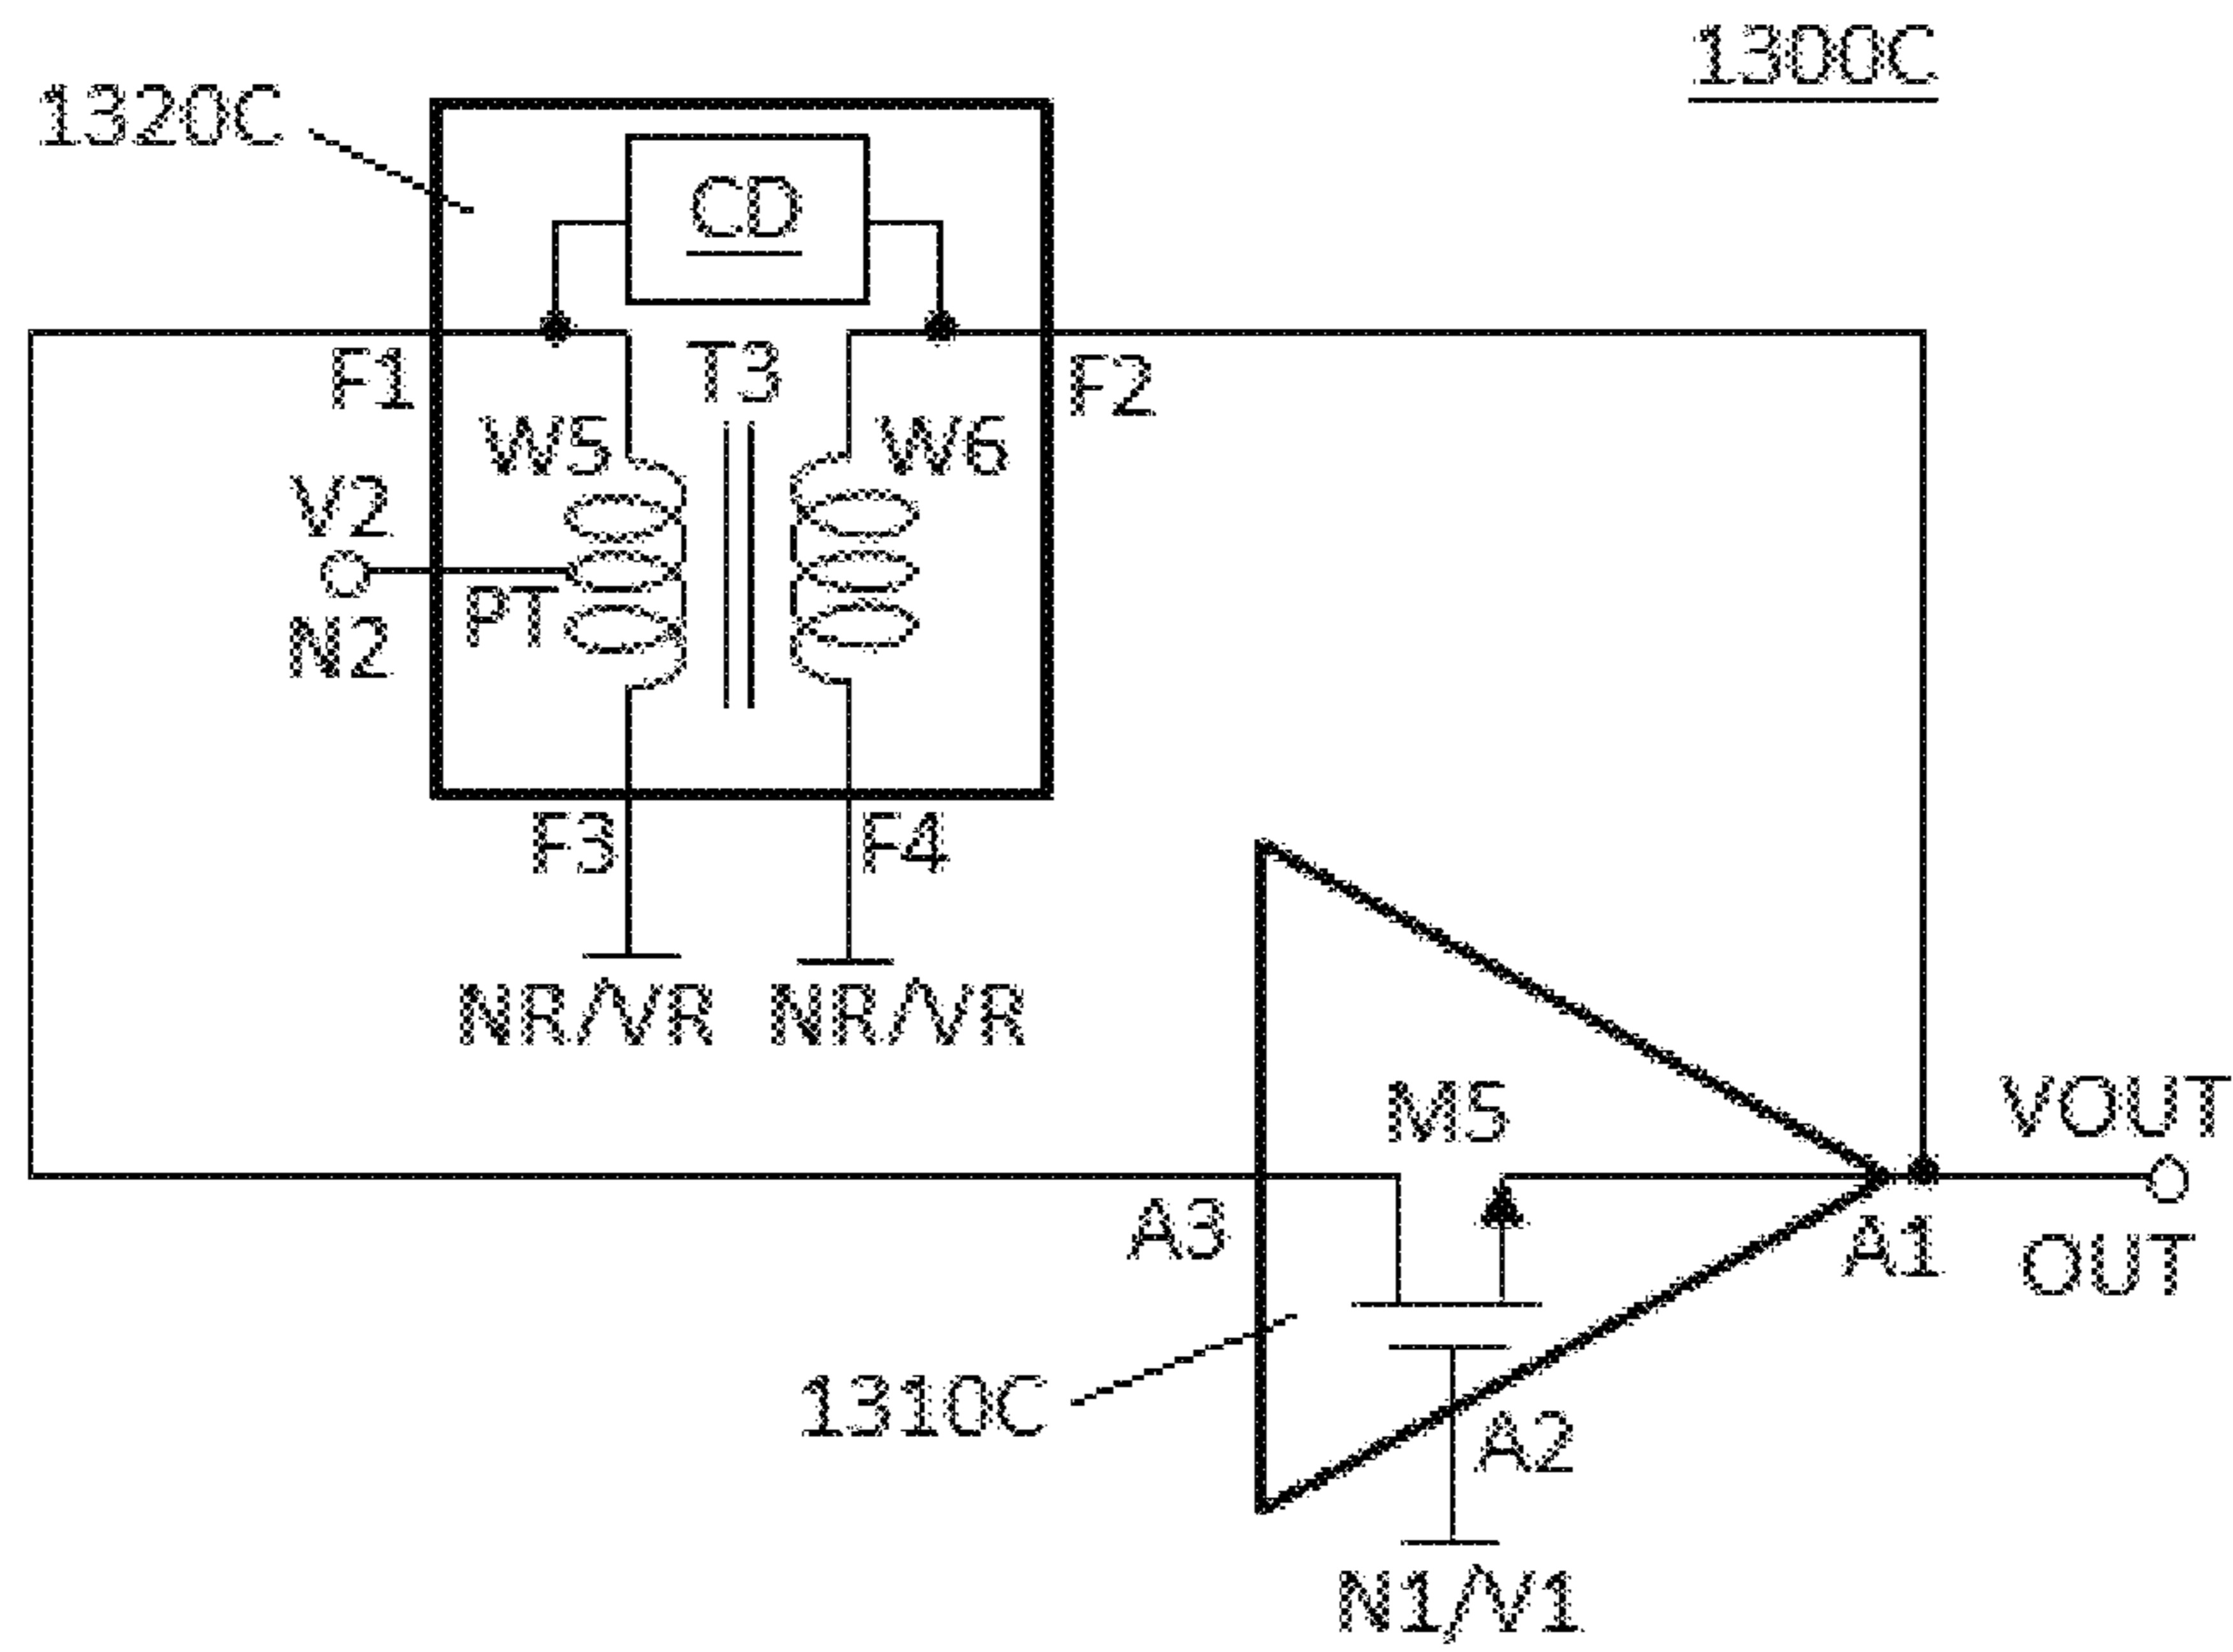 1300C
1320C
CD
F1
T3
F2
W5
W6
V2
PT
N2
F3
F4
NR/VR
NR/VR
M5
VOUT
A3
A1
OUT
1310C
A2
N1/V1